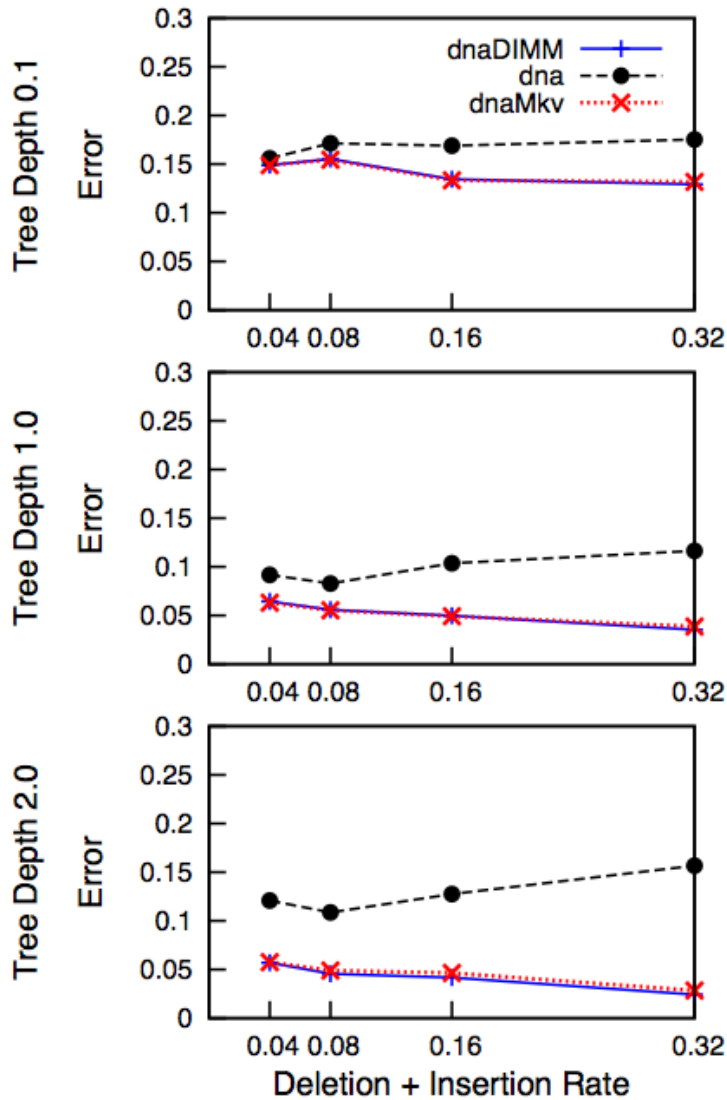 Tree Depth 0.1
Error
0.3
0.25
0.2
0.15
0.1
0.05
0
dnaDIMM
dna
dnaMkv
0.04 0.08 0.16 0.32
Tree Depth 1.0
Error
0.3
0.25
0.2
0.15
0.1
0.05
0
0.04 0.08 0.16 0.32
Tree Depth 2.0
Error
0.3
0.25
0.2
0.15
0.1
0.05
0
0.04 0.08 0.16 0.32
Deletion + Insertion Rate